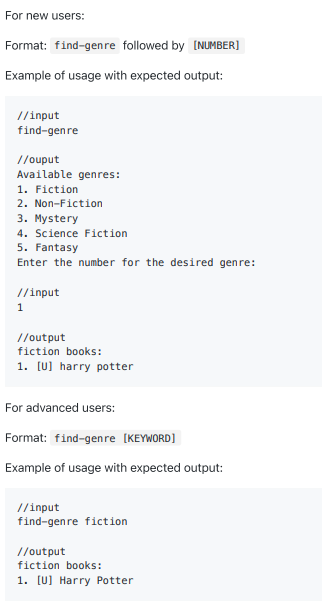 For new users:
Format: find-genre followed by [NUMBER]
Example of usage with expected output:
//input
find-genre
//ouput
Available genres:
1. Fiction
2. Non-Fiction
3. Mystery
4. Science Fiction
5. Fantasy
Enter the number for the desired genre:
//input
1
//output
fiction books:
1. [U] harry potter
For advanced users:
Format: find-genre [KEYWORD]
Example of usage with expected output:
//input
find-genre fiction
//output
fiction books:
1. [U] Harry Potter